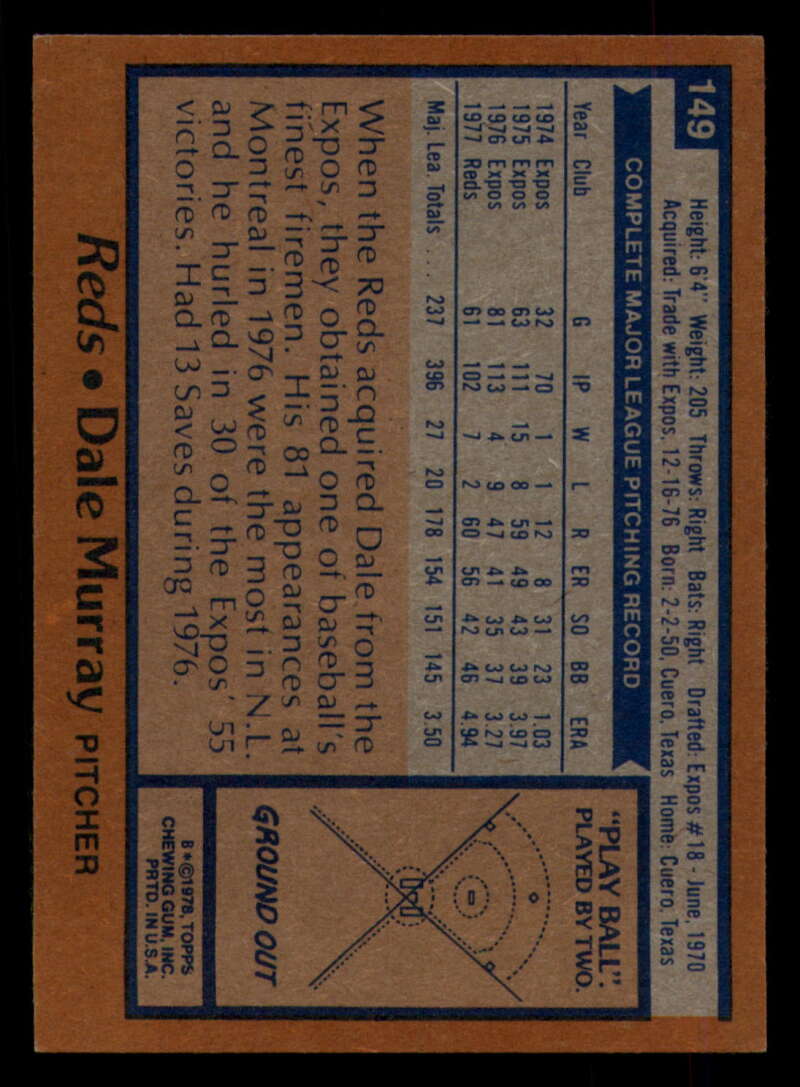 149
Height: 6'4" Weight: 205 Throws: Right Bats: Right Drafted: Expos #18 - June, 1970
Acquired: Trade with Expos, 12-16-76 Born: 2-2-50, Cuero, Texas Home: Cuero, Texas
COMPLETE MAJOR LEAGUE PITCHING RECORD
Year Club G IP W L R ER SO BB ERA
1974 Expos 32 70 1 1 12 8 31 23 1.03
1975 Expos 63 111 15 8 59 49 43 39 3.97
1976 Expos 81 113 4 9 47 41 35 37 3.27
1977 Reds 61 102 7 2 60 56 42 46 4.94
Maj. Lea. Totals ... 237 396 27 20 178 154 151 145 3.50
When the Reds acquired Dale from the
Expos, they obtained one of baseball's
finest firemen. His 81 appearances at
Montreal in 1976 were the most in N.L.
and he hurled in 30 of the Expos' 55
victories. Had 13 Saves during 1976.
"PLAY BALL".
PLAYED BY TWO.
GROUND OUT
B*©1978, TOPPS
CHEWING GUM, INC.
PRTD. IN U.S.A.
Reds • Dale Murray PITCHER